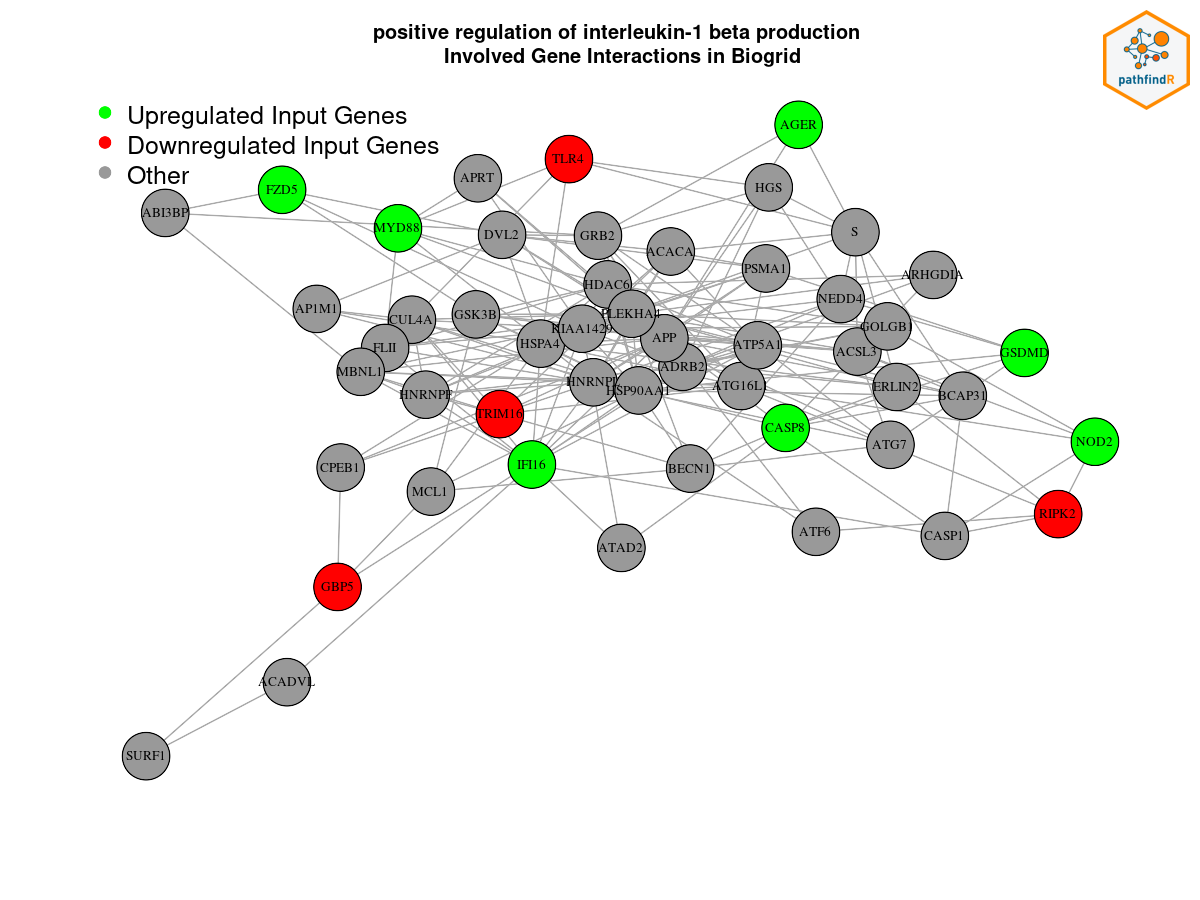 positive regulation of interleukin-1 beta production
Involved Gene Interactions in Biogrid
pathfindR
Upregulated Input Genes
Downregulated Input Genes
Other
AGER
TLR4
APRT
HGS
FZD5
ABI3BP
MYD88
DVL2
GRB2
S
ACACA
PSMA1
ARHGDIA
HDAC6
NEDD4
AP1M1
CUL4A
GSK3B
PLEKHA4
KIAA1429
GOLGB1
FLII
HSPA4
APP
ATP5A1
ACSL3
GSDMD
MBNL1
ADRB2
HNRNPF
HSP90AA1
ATG16L1
ERLIN2
BCAP31
TRIM16
CASP8
NOD2
ATG7
CPEB1
IFI16
BECN1
MCL1
RIPK2
ATF6
CASP1
ATAD2
GBP5
ACADVL
SURF1